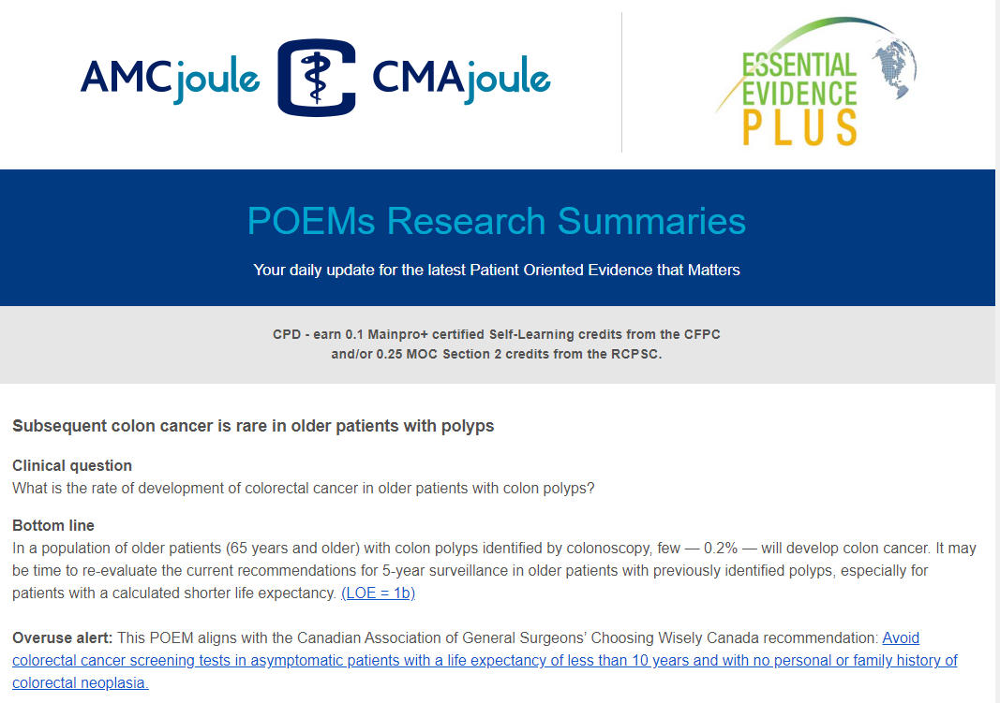 AMCjoule CMAjoule
ESSENTIAL
EVIDENCE
PLUS
POEMs Research Summaries
Your daily update for the latest Patient Oriented Evidence that Matters
CPD - earn 0.1 Mainpro+ certified Self-Learning credits from the CFPC
and/or 0.25 MOC Section 2 credits from the RCPSC.
Subsequent colon cancer is rare in older patients with polyps
Clinical question
What is the rate of development of colorectal cancer in older patients with colon polyps?
Bottom line
In a population of older patients (65 years and older) with colon polyps identified by colonoscopy, few — 0.2% — will develop colon cancer. It may
be time to re-evaluate the current recommendations for 5-year surveillance in older patients with previously identified polyps, especially for
patients with a calculated shorter life expectancy. (LOE = 1b)
Overuse alert: This POEM aligns with the Canadian Association of General Surgeons’ Choosing Wisely Canada recommendation: Avoid
colorectal cancer screening tests in asymptomatic patients with a life expectancy of less than 10 years and with no personal or family history of
colorectal neoplasia.